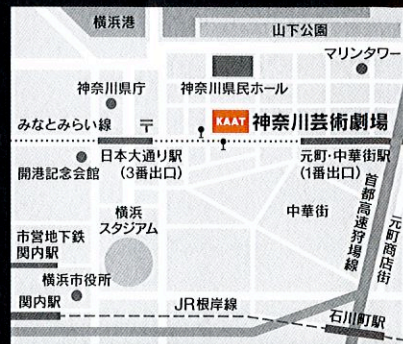 横浜港
山下公園
マリンタワー
神奈川県庁
神奈川県民ホール
みなとみらい線
〒
KAAT 神奈川芸術劇場
日本大通り駅
(3番出口)
元町・中華街駅
(1番出口)
開港記念会館
横浜
スタジアム
中華街
首都高速狩場線
元町商店街
市営地下鉄
関内駅
横浜市役所
関内駅
JR根岸線
石川町駅